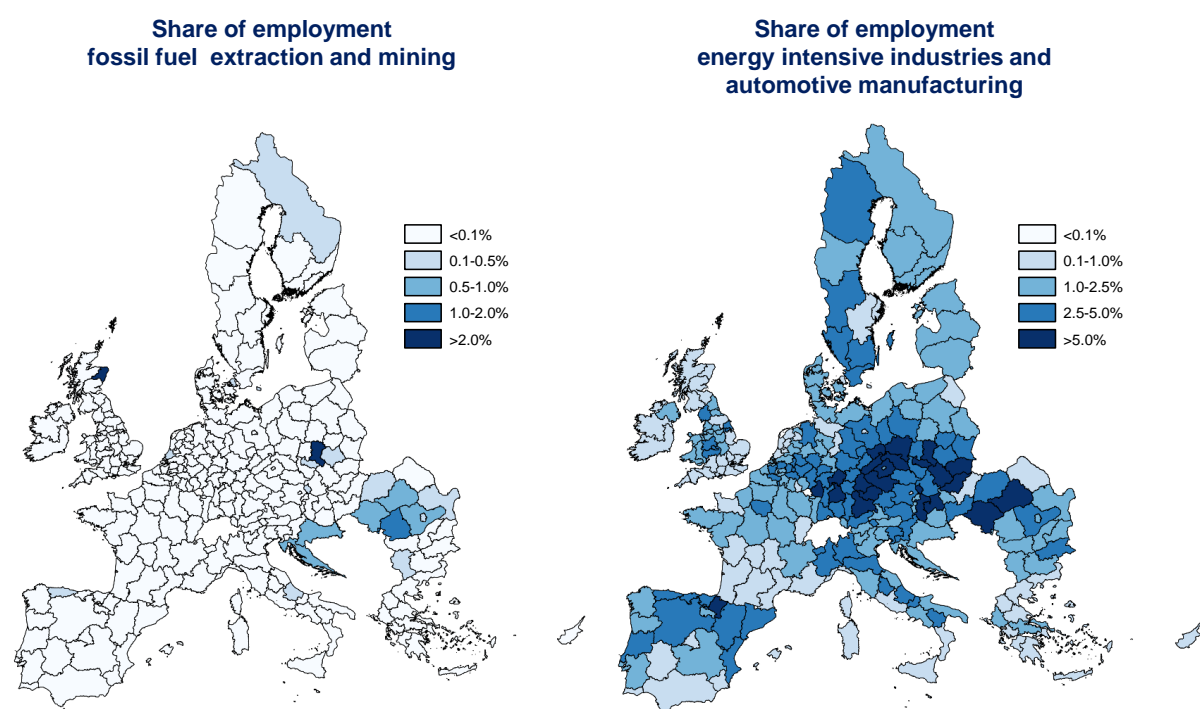 Share of employment
fossil fuel extraction and mining
<0.1%
0.1-0.5%
0.5-1.0%
1.0-2.0%
>2.0%
Share of employment
energy intensive industries and
automotive manufacturing
<0.1%
0.1-1.0%
1.0-2.5%
2.5-5.0%
>5.0%